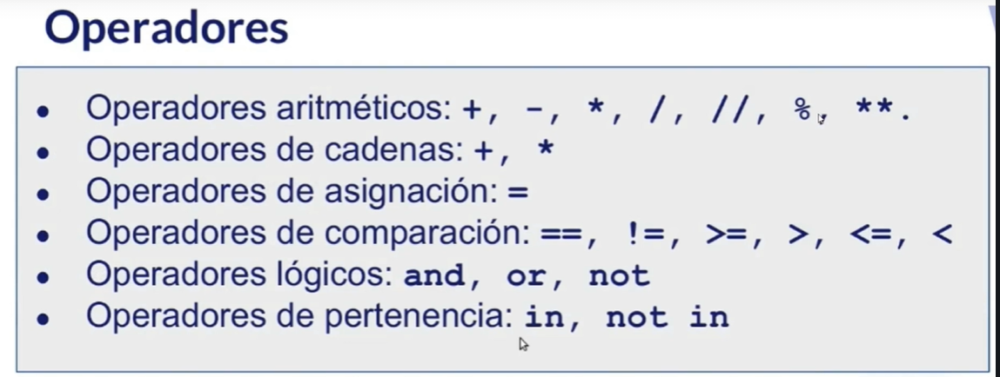 Operadores
• Operadores aritméticos: +, -, *, /, //, %, **.
• Operadores de cadenas: +, *
• Operadores de asignación: =
• Operadores de comparación: ==, !=, >=, >, <=, <
• Operadores lógicos: and, or, not
• Operadores de pertenencia: in, not in